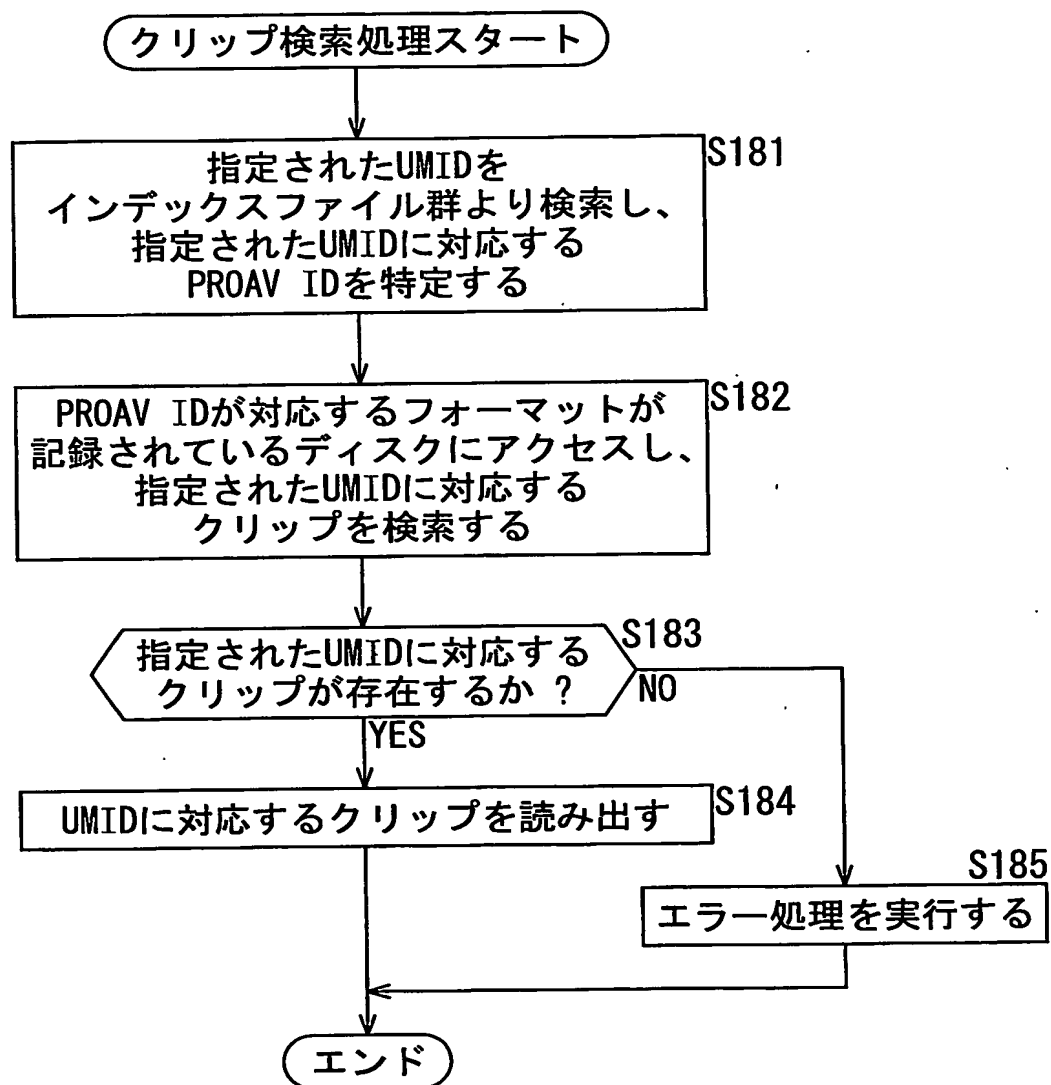 クリップ検索処理スタート
S181
指定されたUMIDを
インデックスファイル群より検索し、
指定されたUMIDに対応する
PROAV IDを特定する
S182
PROAV IDが対応するフォーマットが
記録されているディスクにアクセスし、
指定されたUMIDに対応する
クリップを検索する
S183
指定されたUMIDに対応する
クリップが存在するか ?
NO
YES
S184
UMIDに対応するクリップを読み出す
S185
エラー処理を実行する
エンド